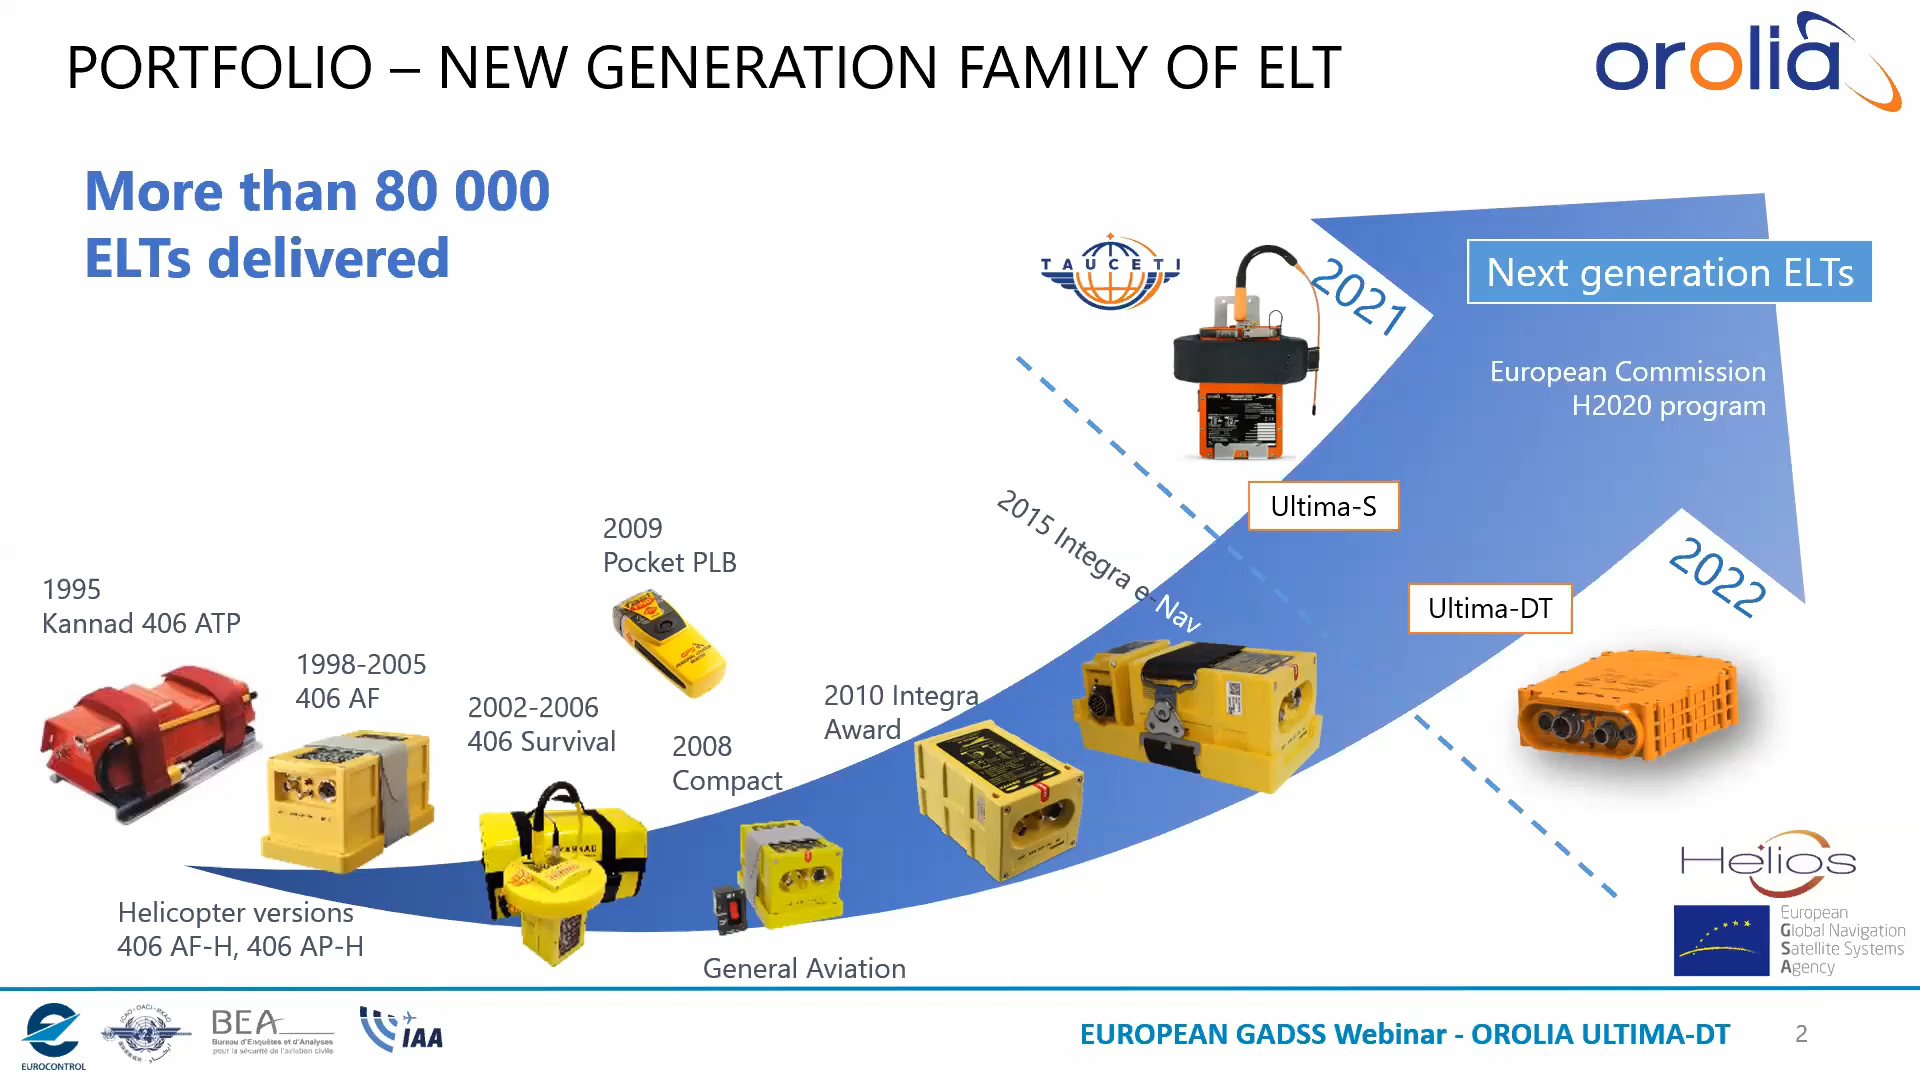 PORTFOLIO – NEW GENERATION FAMILY OF ELT
orolia
More than 80 000
ELTs delivered
TAUCETI
2021
Next generation ELTs
European Commission
H2020 program
orolia
Ultima-S
2015 Integra e-Nav
2009
Pocket PLB
2022
Ultima-DT
1995
Kannad 406 ATP
1998-2005
406 AF
2002-2006
406 Survival
2008
Compact
2010 Integra
Award
Helicopter versions
406 AF-H, 406 AP-H
General Aviation
Helios
European
Global Navigation
Satellite Systems
Agency
EUROCONTROL
BEA
Bureau d'Enquêtes et d'Analyses
pour la sécurité de l'aviation civile
IAA
EUROPEAN GADSS Webinar - OROLIA ULTIMA-DT
2